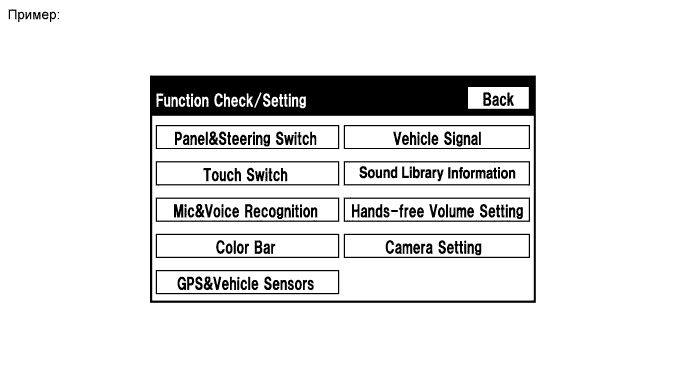 Пример:
Function Check/Setting
Back
Panel&Steering Switch
Vehicle Signal
Touch Switch
Sound Library Information
Mic&Voice Recognition
Hands-free Volume Setting
Color Bar
Camera Setting
GPS&Vehicle Sensors